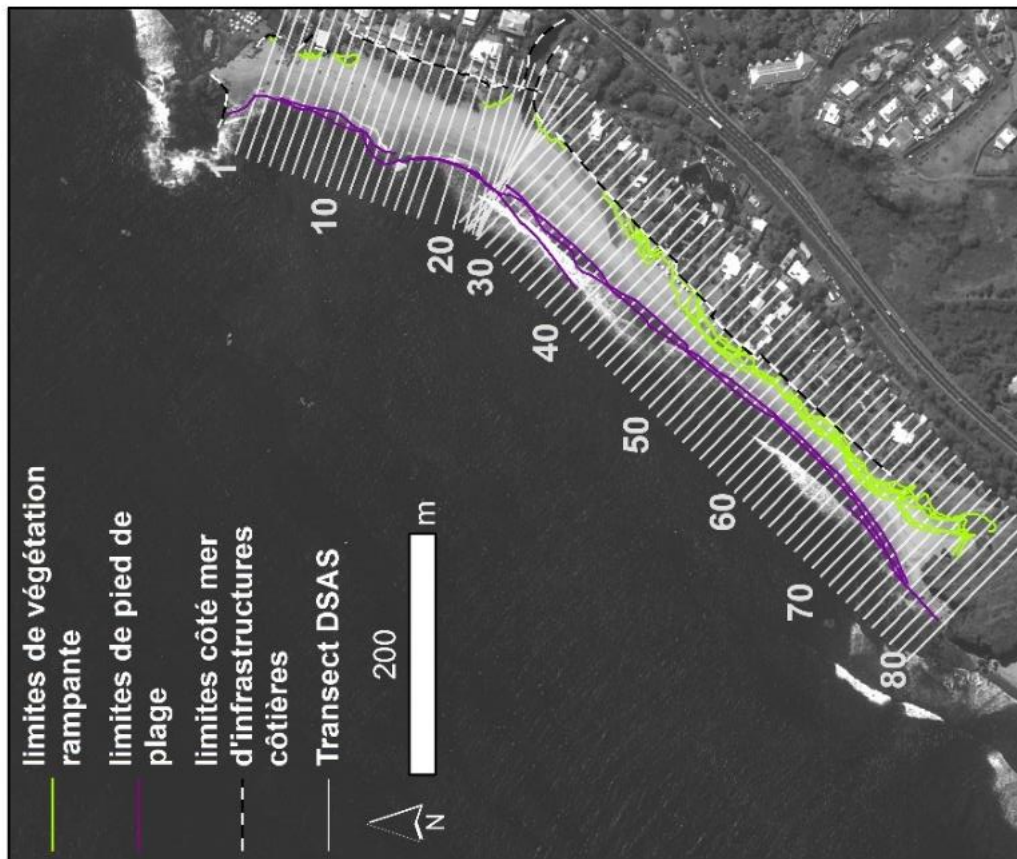 limites de végétation
rampante
limites de pied de
plage
limites côté mer
d'infrastructures
côtières
Transect DSAS
N
200
m
1
10
20
30
40
50
60
70
80